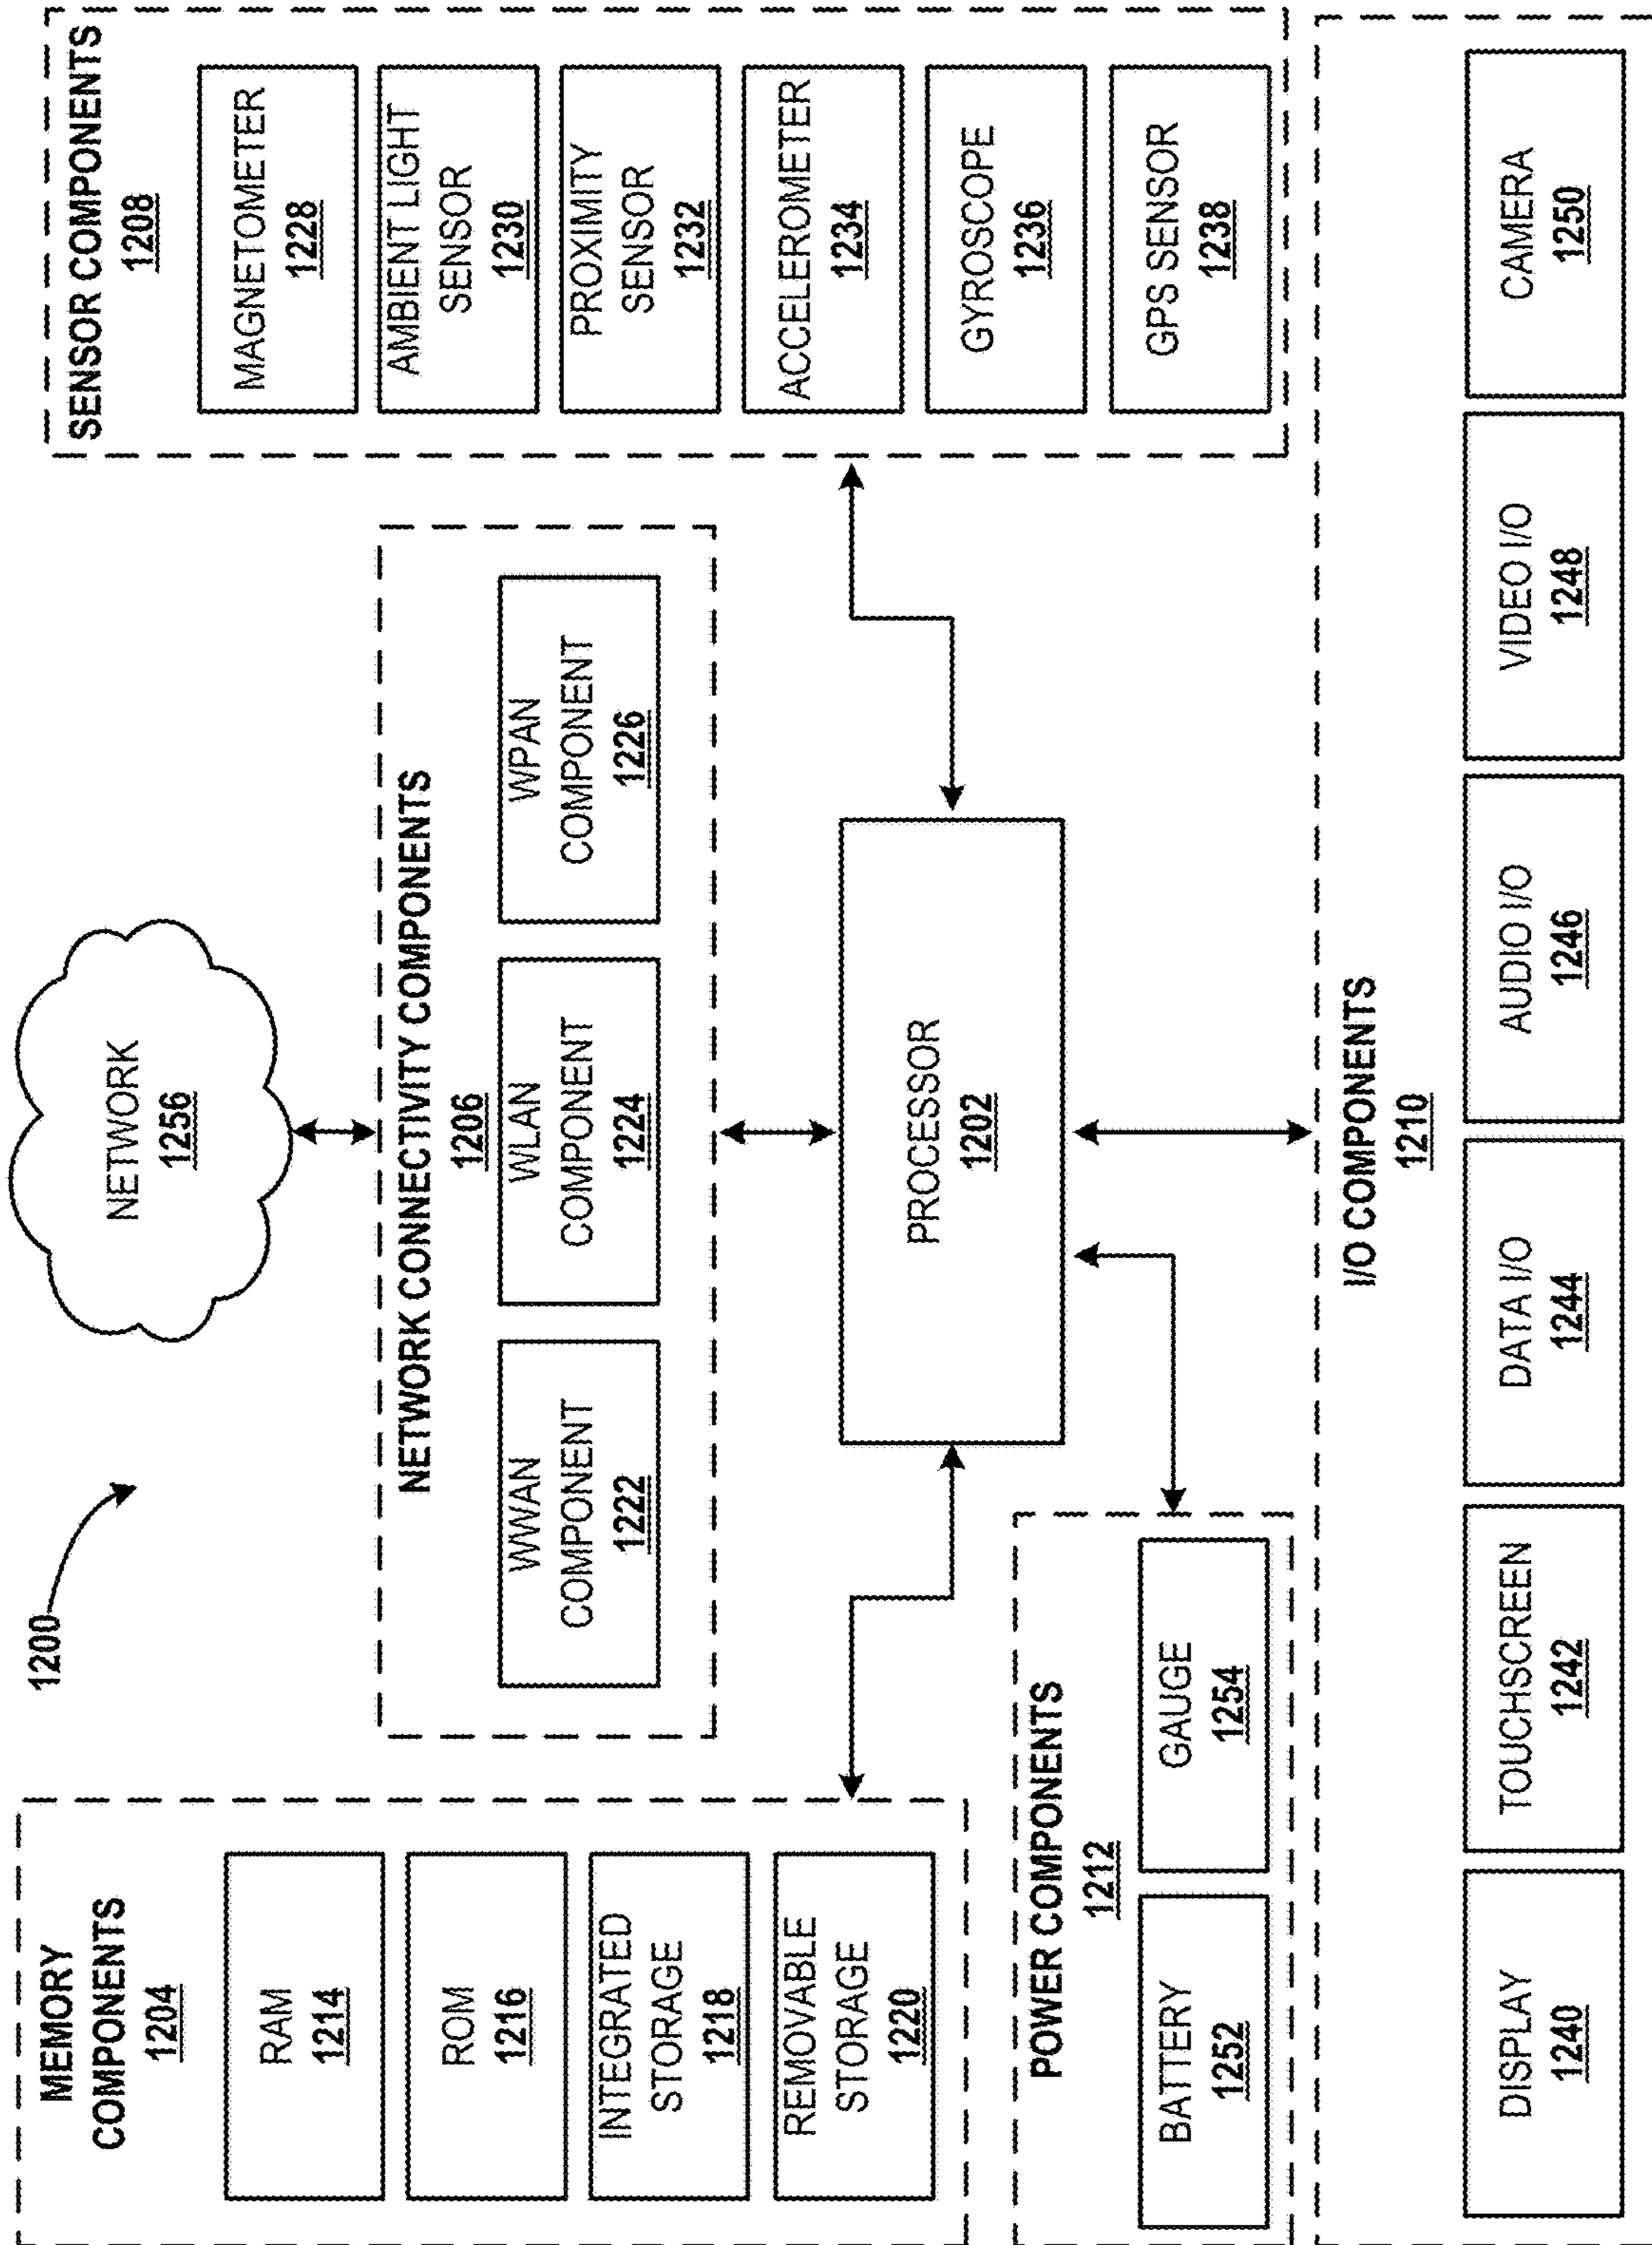 1200
NETWORK
1256
MEMORY
COMPONENTS
1204
RAM
1214
ROM
1216
INTEGRATED
STORAGE
1218
REMOVABLE
STORAGE
1220
NETWORK CONNECTIVITY COMPONENTS
1206
WWAN
COMPONENT
1222
WLAN
COMPONENT
1224
WPAN
COMPONENT
1226
SENSOR COMPONENTS
1208
MAGNETOMETER
1228
AMBIENT LIGHT
SENSOR
1230
PROXIMITY
SENSOR
1232
ACCELEROMETER
1234
GYROSCOPE
1236
GPS SENSOR
1238
PROCESSOR
1202
POWER COMPONENTS
1212
BATTERY
1252
GAUGE
1254
I/O COMPONENTS
1210
DISPLAY
1240
TOUCHSCREEN
1242
DATA I/O
1244
AUDIO I/O
1246
VIDEO I/O
1248
CAMERA
1250